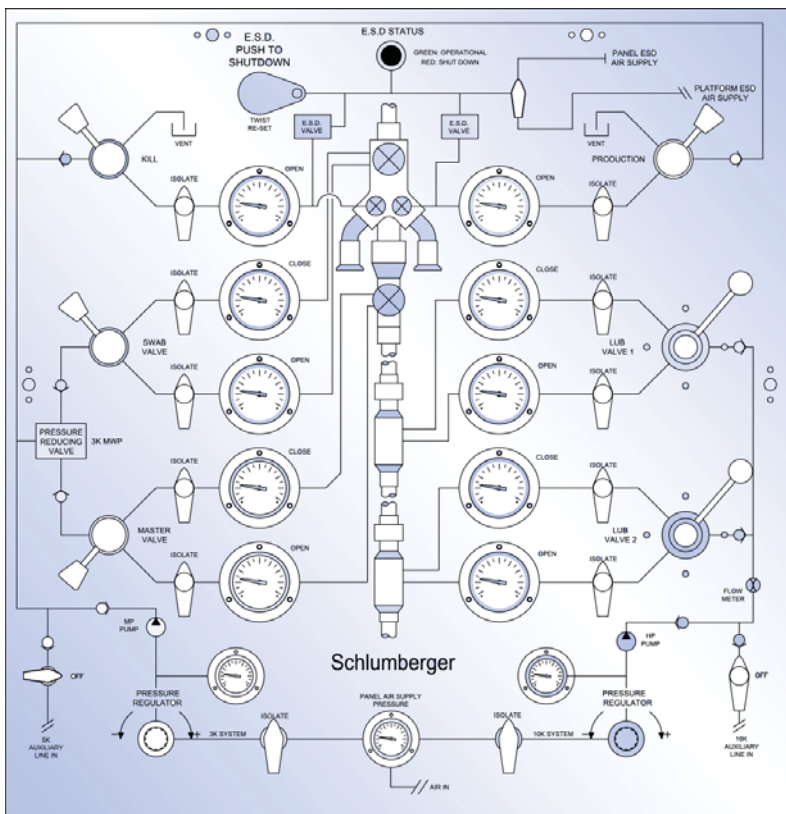 E.S.D.
PUSH TO
SHUTDOWN
E.S.D STATUS
GREEN: OPERATIONAL
RED: SHUT DOWN
PANEL ESD
AIR SUPPLY
PLATFORM ESD
AIR SUPPLY
TWIST
RE-SET
E.S.D.
VALVE
E.S.D.
VALVE
VENT
VENT
KILL
PRODUCTION
ISOLATE
OPEN
OPEN
ISOLATE
ISOLATE
CLOSE
CLOSE
ISOLATE
SWAB
VALVE
LUB
VALVE 1
ISOLATE
OPEN
OPEN
ISOLATE
PRESSURE
REDUCING
VALVE
3K MWP
ISOLATE
CLOSE
CLOSE
ISOLATE
MASTER
VALVE
LUB
VALVE 2
ISOLATE
OPEN
OPEN
ISOLATE
FLOW
METER
MP
PUMP
HP
PUMP
Schlumberger
OFF
OFF
PRESSURE
REGULATOR
PANEL AIR SUPPLY
PRESSURE
PRESSURE
REGULATOR
ISOLATE
ISOLATE
- +
- +
3K SYSTEM
10K SYSTEM
5K
AUXILIARY
LINE IN
10K
AUXILIARY
LINE IN
AIR IN